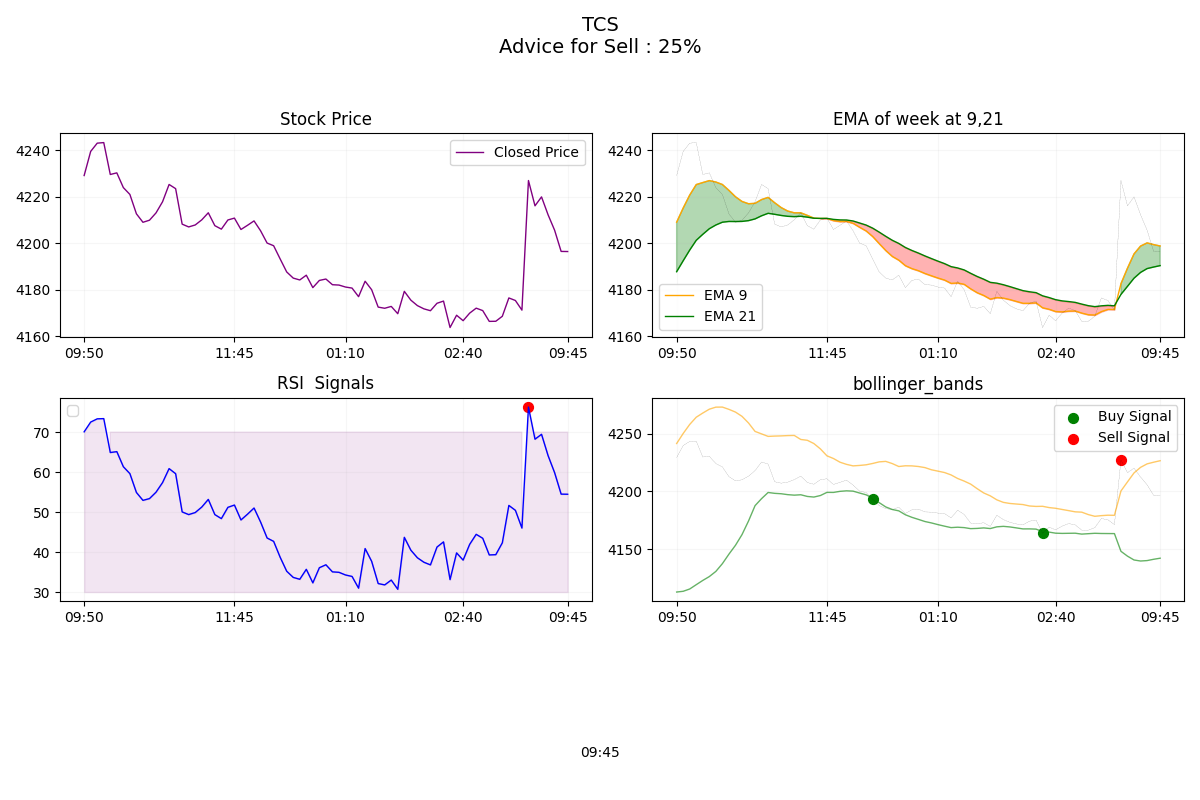 TCS
Advice for Sell : 25%
Stock Price
4240
4220
4200
4180
4160
Closed Price
09:50 11:45 01:10 02:40 09:45
EMA of week at 9,21
4240
4220
4200
4180
4160
EMA 9
EMA 21
09:50 11:45 01:10 02:40 09:45
RSI  Signals
70
60
50
40
30
09:50 11:45 01:10 02:40 09:45
bollinger_bands
4250
4200
4150
Buy Signal
Sell Signal
09:50 11:45 01:10 02:40 09:45
09:45